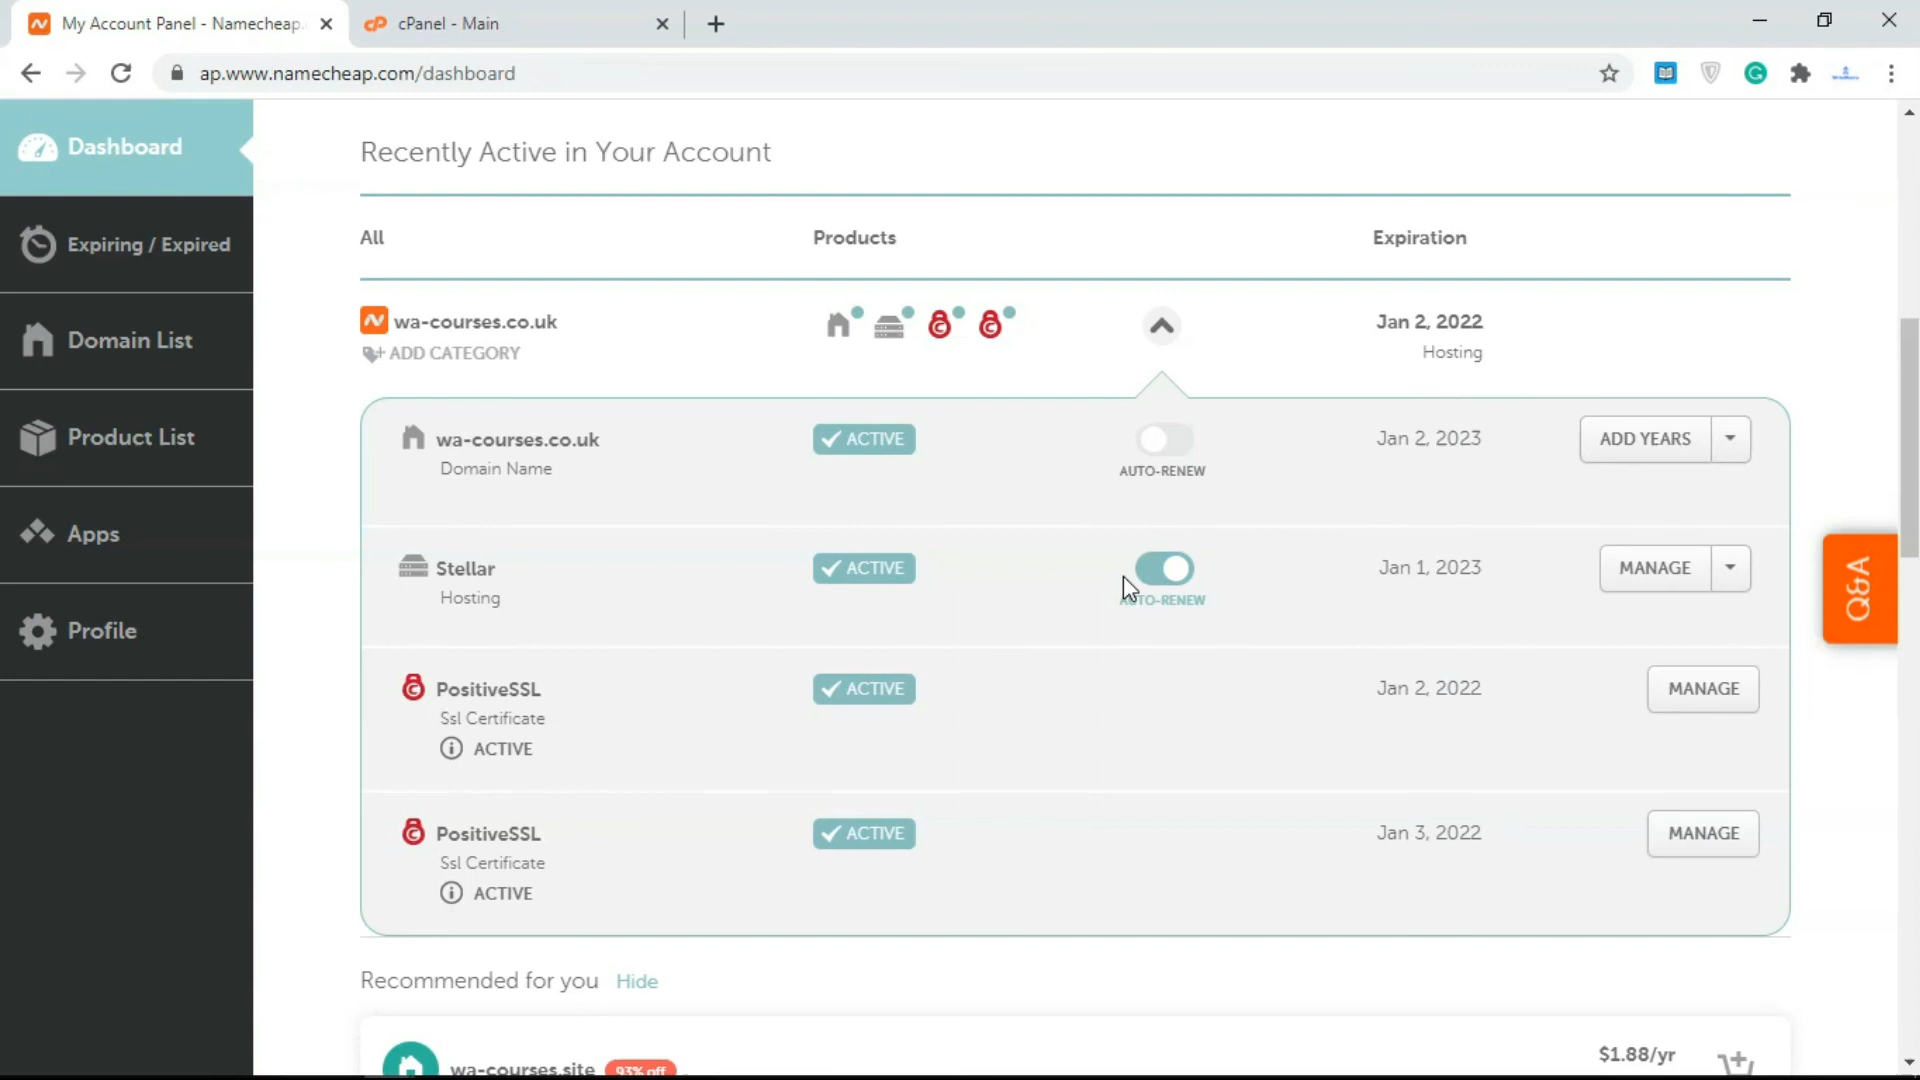 My Account Panel - Namecheap.
cPanel - Main
ap.www.namecheap.com/dashboard
Dashboard
Expiring / Expired
Domain List
Product List
Apps
Profile
Recently Active in Your Account
All Products Expiration
wa-courses.co.uk Jan 2, 2022
ADD CATEGORY Hosting
wa-courses.co.uk ACTIVE Jan 2, 2023 ADD YEARS
Domain Name AUTO-RENEW
Stellar ACTIVE Jan 1, 2023 MANAGE
Hosting AUTO-RENEW
PositiveSSL ACTIVE Jan 2, 2022 MANAGE
Ssl Certificate
ACTIVE
PositiveSSL ACTIVE Jan 3, 2022 MANAGE
Ssl Certificate
ACTIVE
Q&A
Recommended for you Hide
wa-courses.site 93% off $1.88/yr